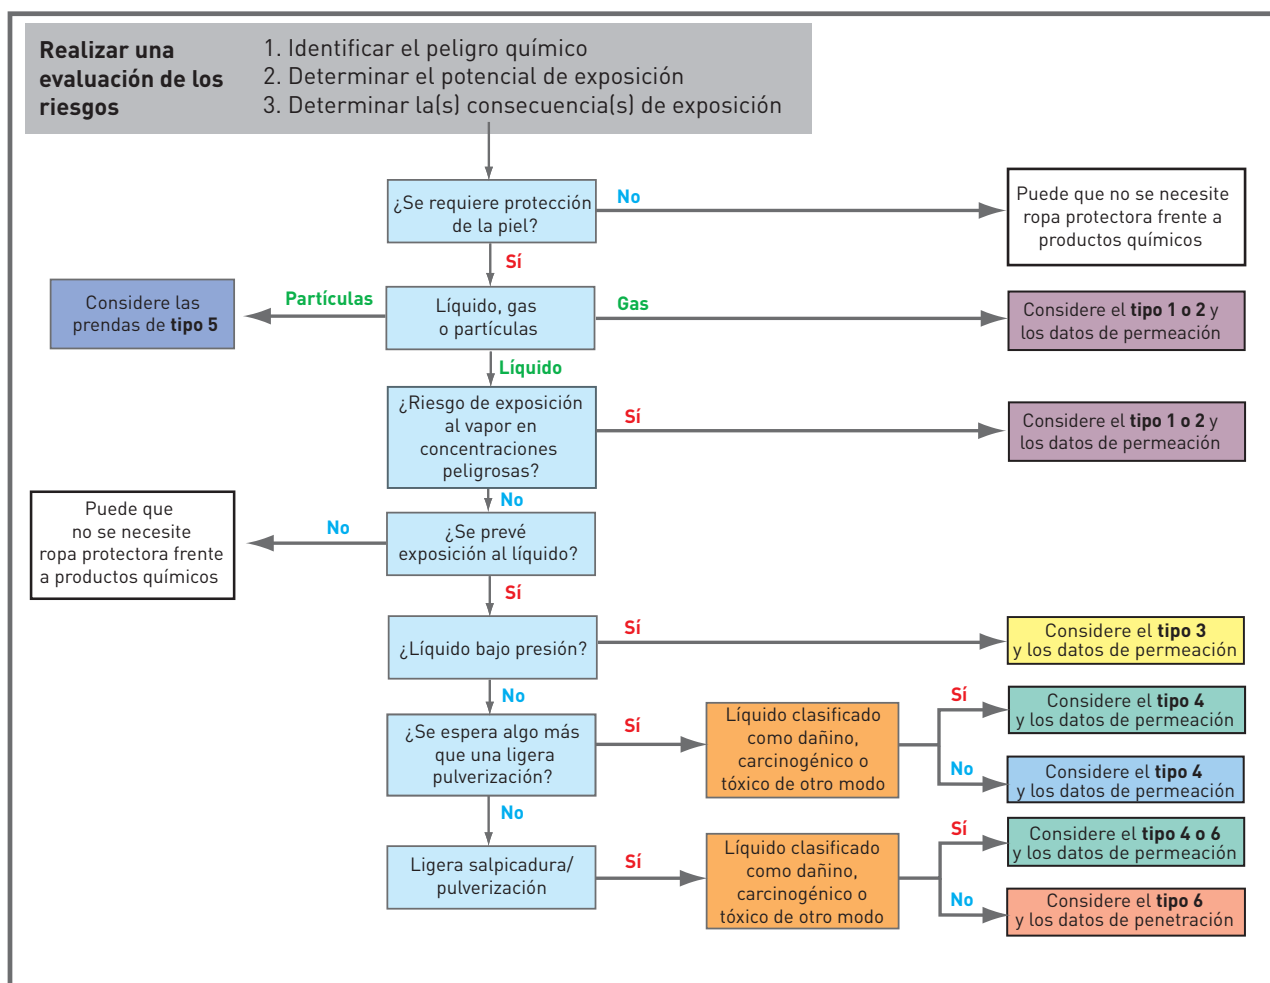 Realizar una
evaluación de los
riesgos
1. Identificar el peligro químico
2. Determinar el potencial de exposición
3. Determinar la(s) consecuencia(s) de exposición
¿Se requiere protección
de la piel?
No
Puede que no se necesite
ropa protectora frente a
productos químicos
Sí
Considere las
prendas de tipo 5
Partículas
Líquido, gas
o partículas
Gas
Considere el tipo 1 o 2 y
los datos de permeación
Líquido
¿Riesgo de exposición
al vapor en
concentraciones
peligrosas?
Sí
Considere el tipo 1 o 2 y
los datos de permeación
No
Puede que
no se necesite
ropa protectora frente
a productos químicos
No
¿Se prevé
exposición al líquido?
Sí
¿Líquido bajo presión?
Sí
Considere el tipo 3
y los datos de permeación
No
¿Se espera algo más
que una ligera
pulverización?
Sí
Líquido clasificado
como dañino,
carcinogénico o
tóxico de otro modo
Sí
Considere el tipo 4
y los datos de permeación
No
Considere el tipo 4
y los datos de permeación
No
Ligera salpicadura/
pulverización
Sí
Líquido clasificado
como dañino,
carcinogénico o
tóxico de otro modo
Sí
Considere el tipo 4 o 6
y los datos de permeación
No
Considere el tipo 6
y los datos de penetración